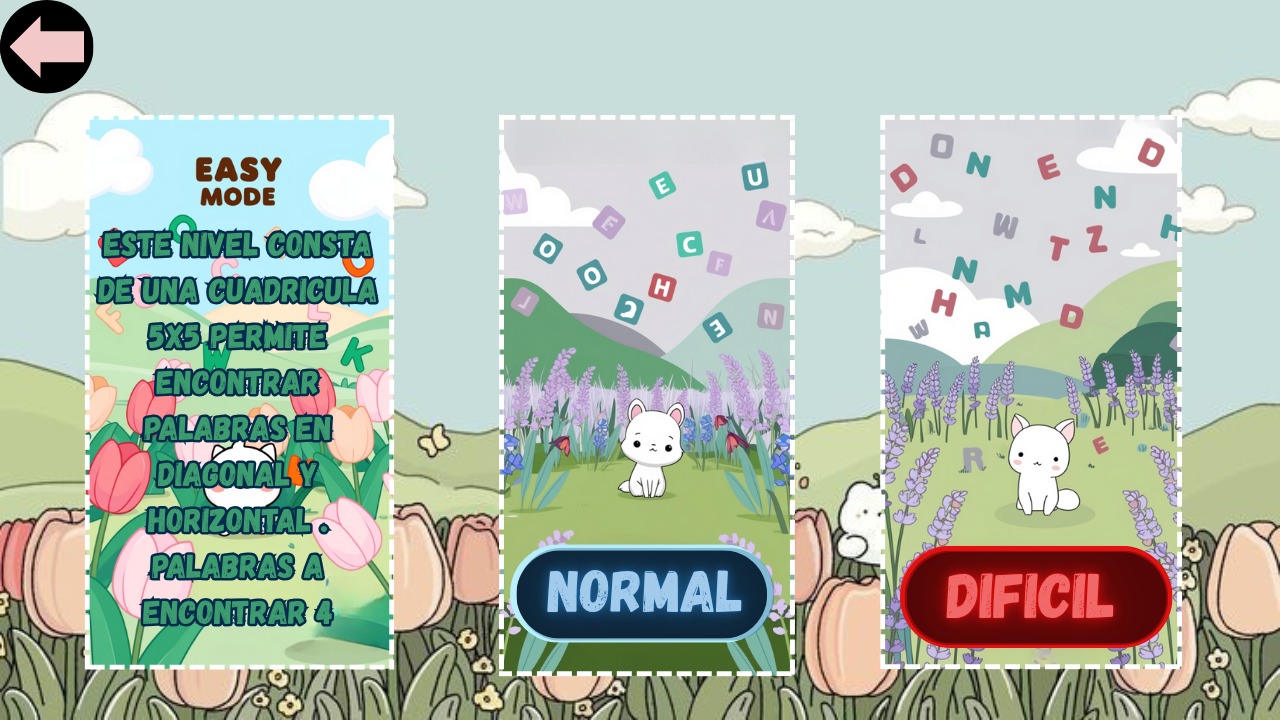 EASY
MODE
ESTE NIVEL CONSTA
DE UNA CUADRICULA
5X5 PERMITE
ENCONTRAR
PALABRAS EN
DIAGONAL Y
HORIZONTAL .
PALABRAS A
ENCONTRAR 4
NORMAL
DIFICIL